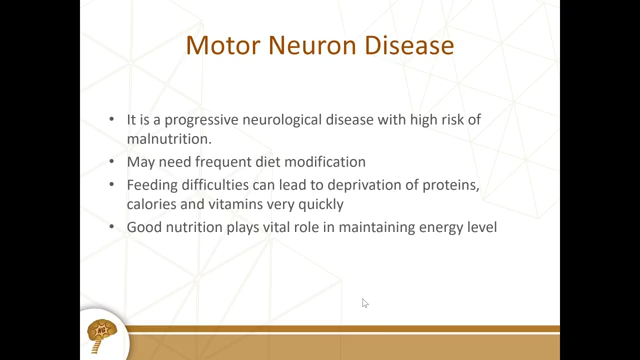 Motor Neuron Disease
• It is a progressive neurological disease with high risk of
malnutrition.
• May need frequent diet modification
• Feeding difficulties can lead to deprivation of proteins,
calories and vitamins very quickly
• Good nutrition plays vital role in maintaining energy level